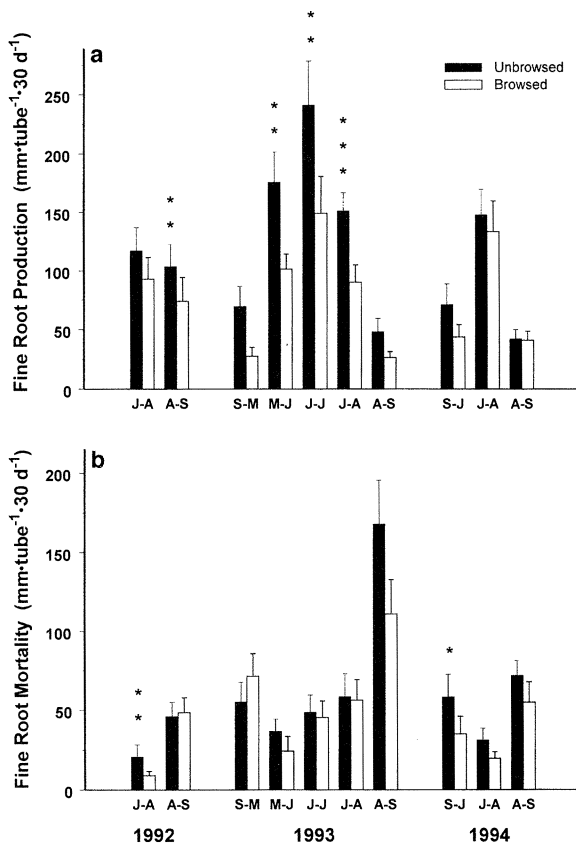 a
Unbrowsed
Browsed
Fine Root Production (mm·tube⁻¹·30 d⁻¹)
250
200
150
100
50
0
* *
* *
* *
* * *
J-A A-S S-M M-J J-J J-A A-S S-J J-A A-S
b
Fine Root Mortality (mm·tube⁻¹·30 d⁻¹)
200
150
100
50
0
* *
*
J-A A-S S-M M-J J-J J-A A-S S-J J-A A-S
1992 1993 1994